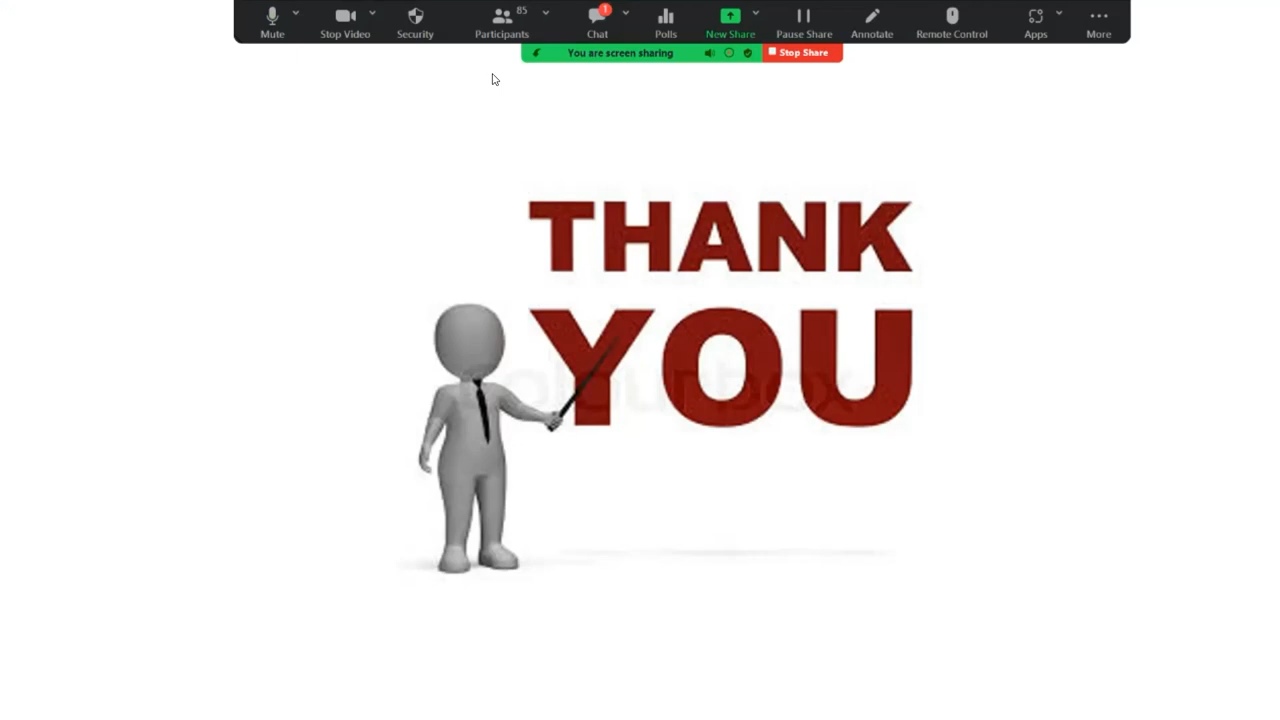 85
1
Mute
Stop Video
Security
Participants
Chat
Polls
New Share
Pause Share
Annotate
Remote Control
Apps
More
You are screen sharing
Stop Share
THANK
YOU
colourbox